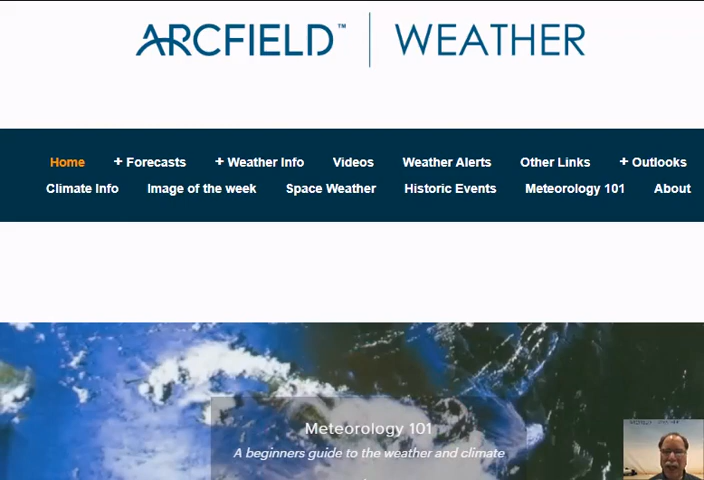 ARCFIELD™ | WEATHER
Home + Forecasts + Weather Info Videos Weather Alerts Other Links + Outlooks
Climate Info Image of the week Space Weather Historic Events Meteorology 101 About
Meteorology 101
A beginners guide to the weather and climate